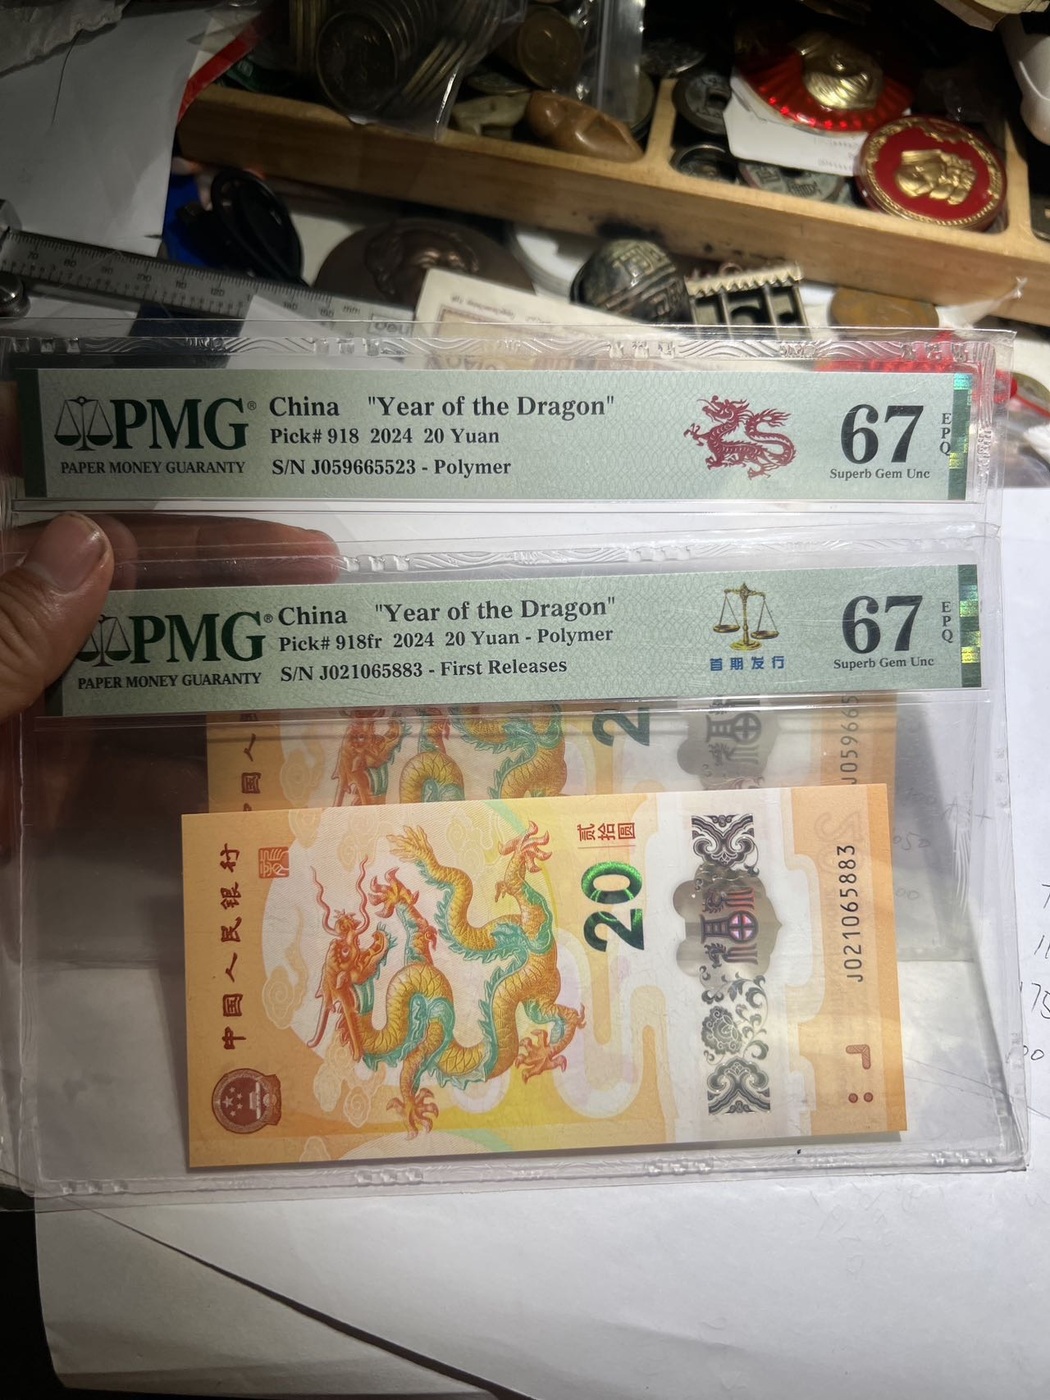 PMG®
PAPER MONEY GUARANTY
China "Year of the Dragon"
Pick# 918 2024 20 Yuan
S/N J059665523 - Polymer
67
EPQ
Superb Gem Unc
PMG®
PAPER MONEY GUARANTY
China "Year of the Dragon"
Pick# 918fr 2024 20 Yuan - Polymer
S/N J021065883 - First Releases
首期发行
67
EPQ
Superb Gem Unc
中国人民银行
贰拾圆
20
J021065883